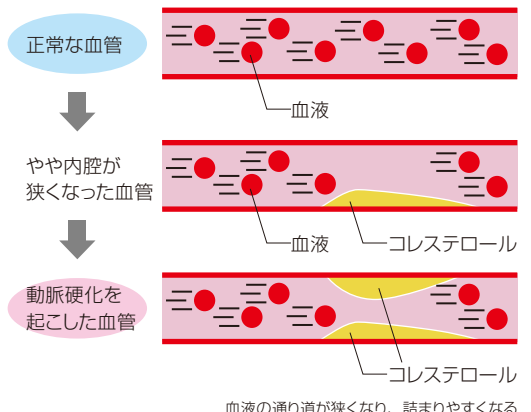 正常な血管
血液
やや内腔が
狭くなった血管
血液
コレステロール
動脈硬化を
起こした血管
コレステロール
血液の通り道が狭くなり、詰まりやすくなる